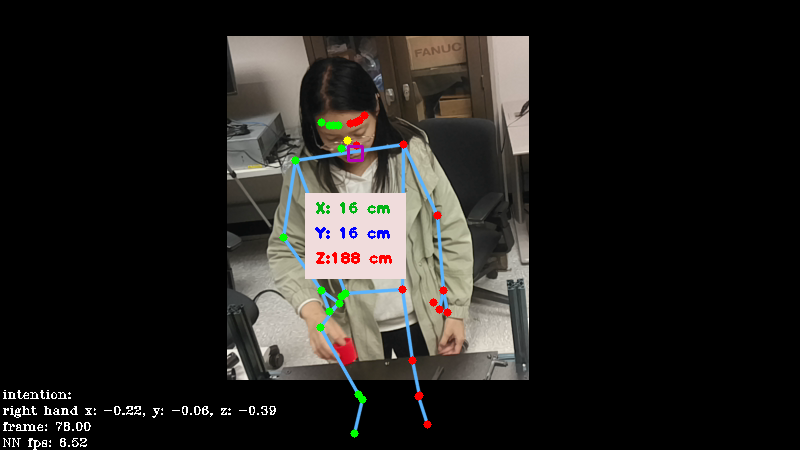 FANUC
X: 16 cm
Y: 16 cm
Z:188 cm
intention:
right hand x: -0.22, y: -0.06, z: -0.39
frame: 78.00
NN fps: 8.52